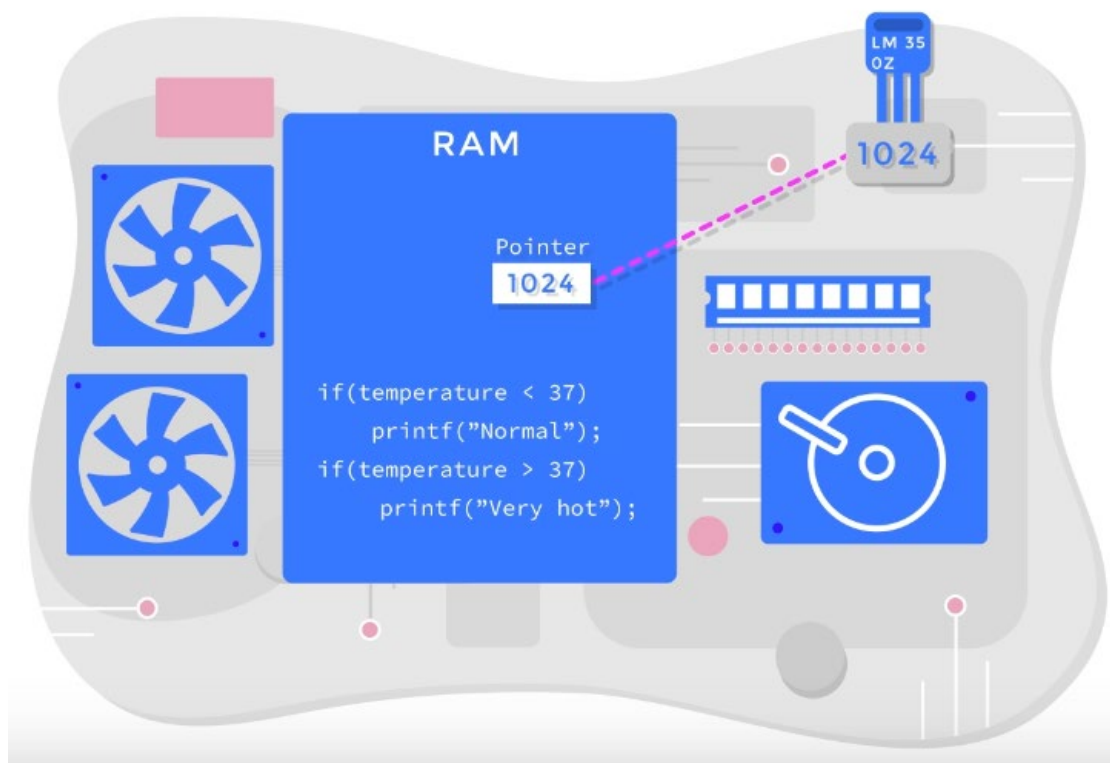 LM 35
OZ
RAM
1024
Pointer
1024
if(temperature < 37)
printf(”Normal”);
if(temperature > 37)
printf(”Very hot”);